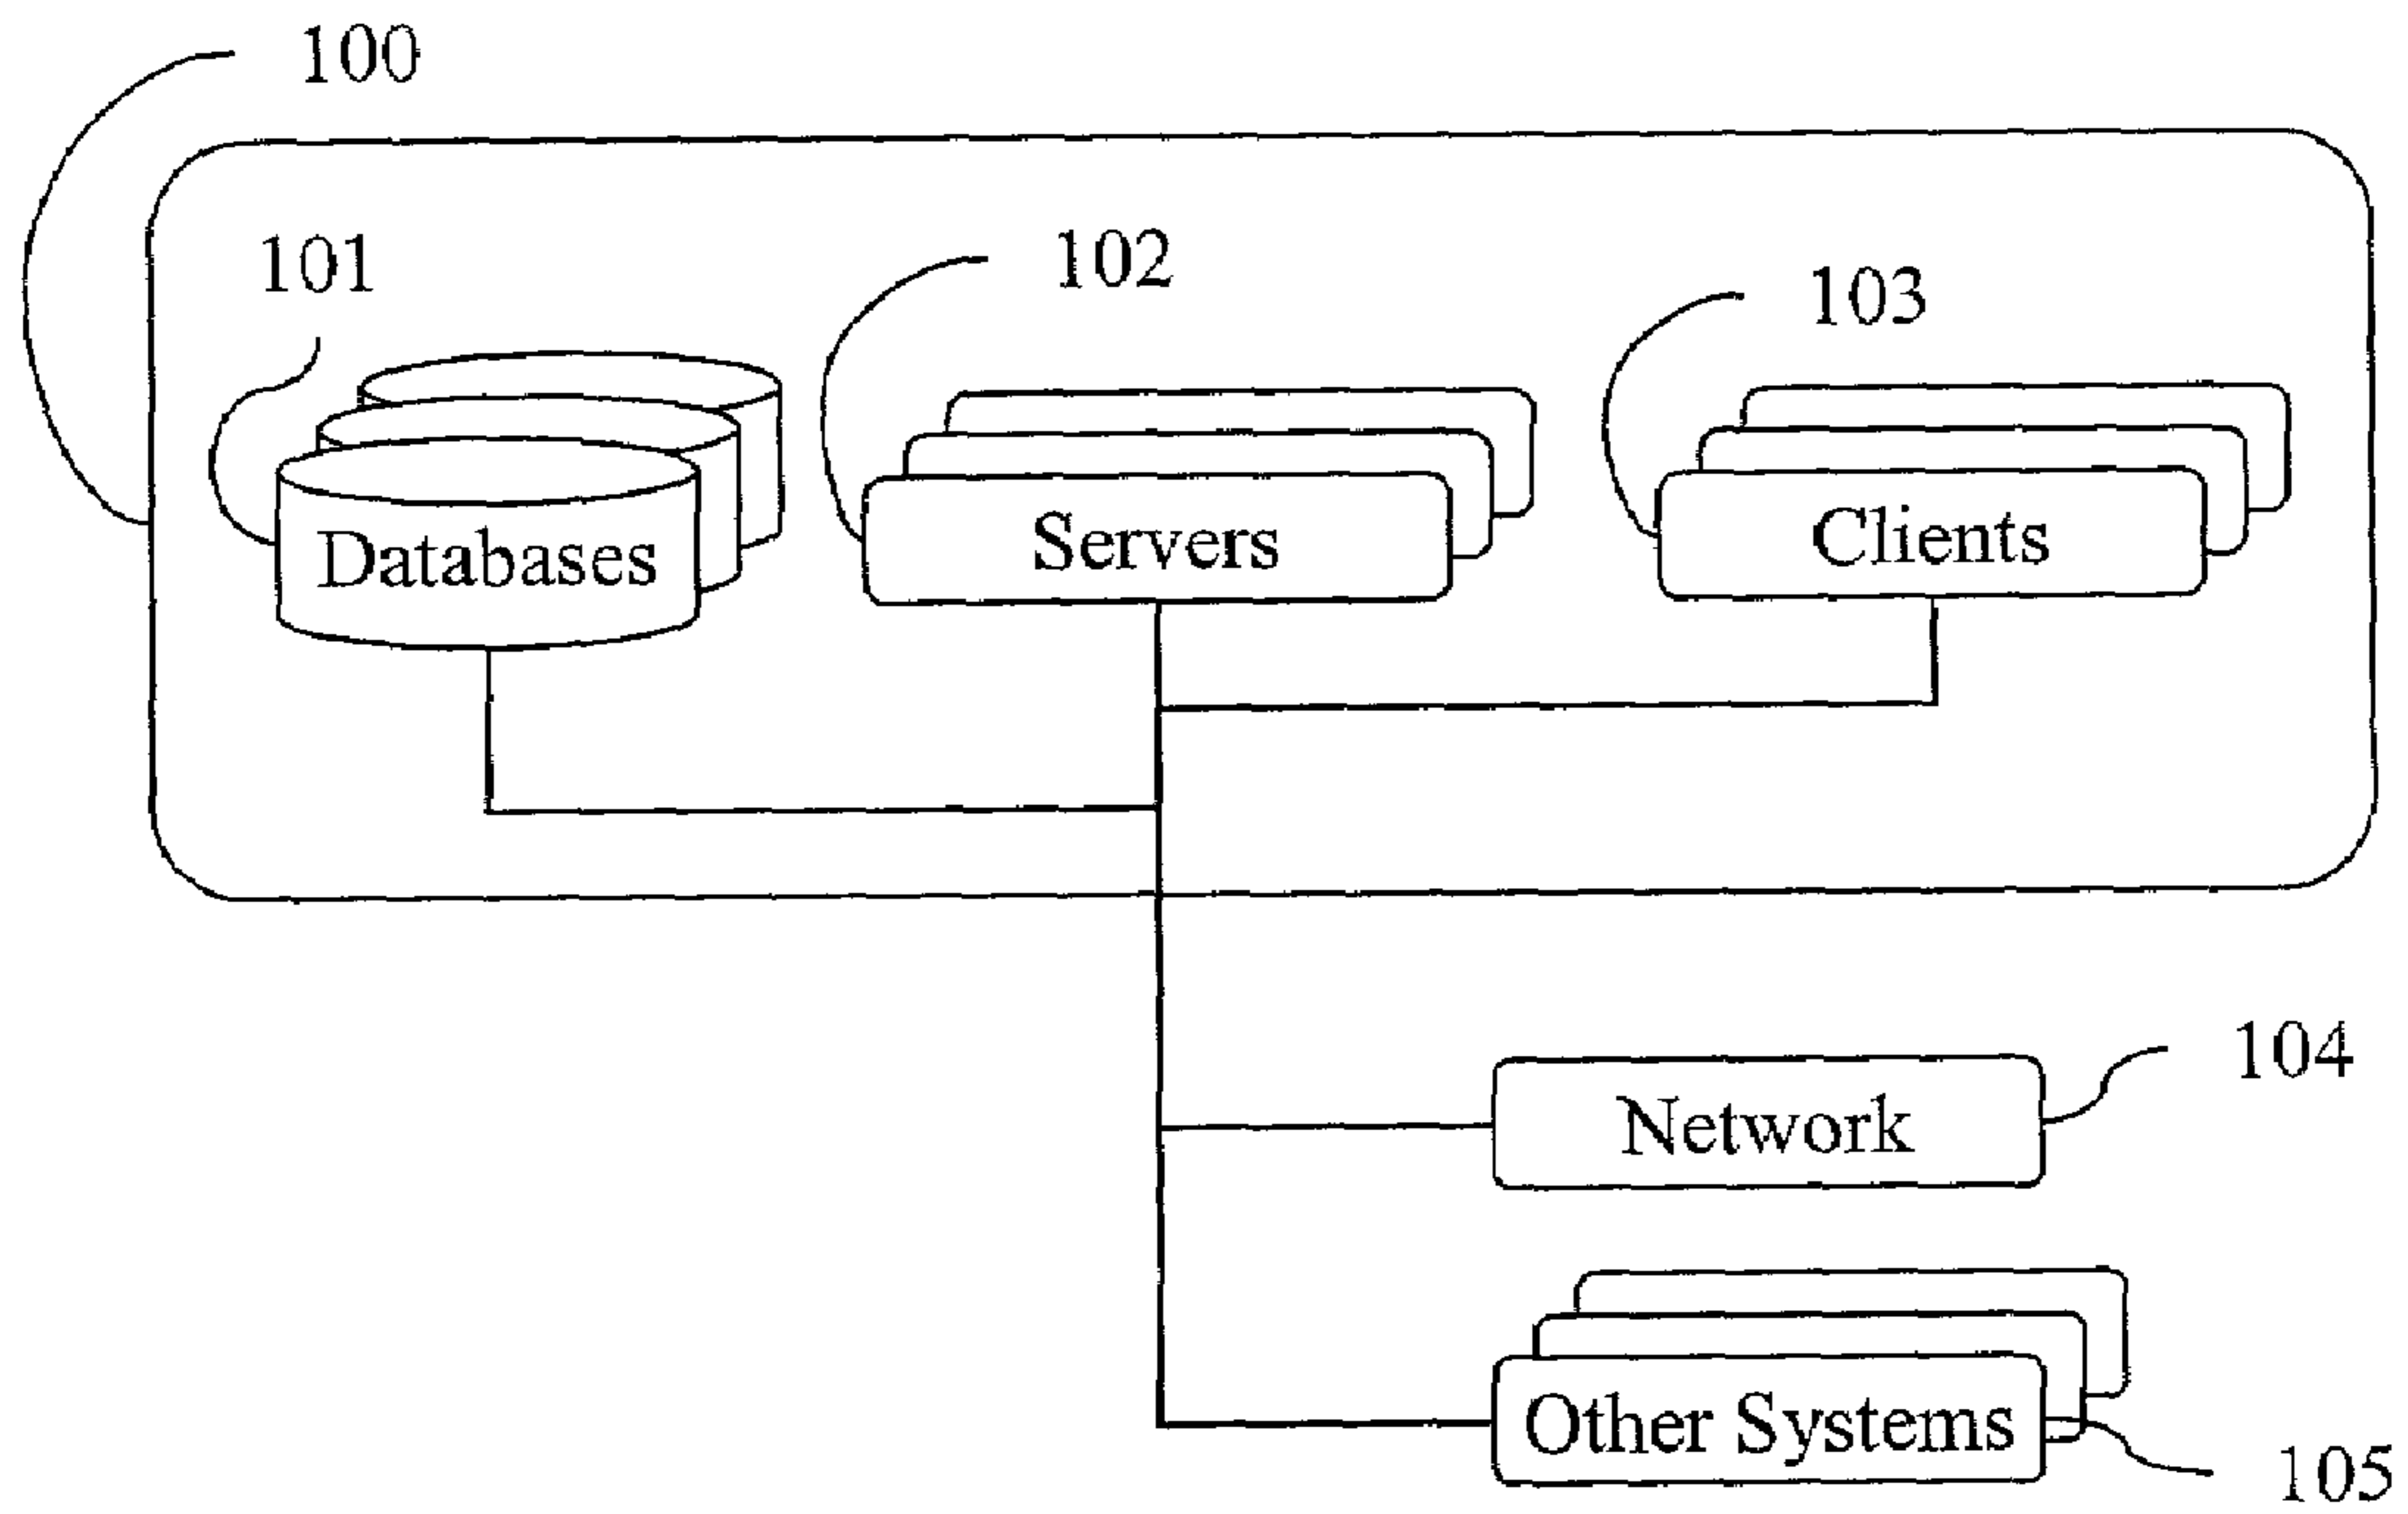 100
101
102
103
Databases
Servers
Clients
104
Network
Other Systems
105